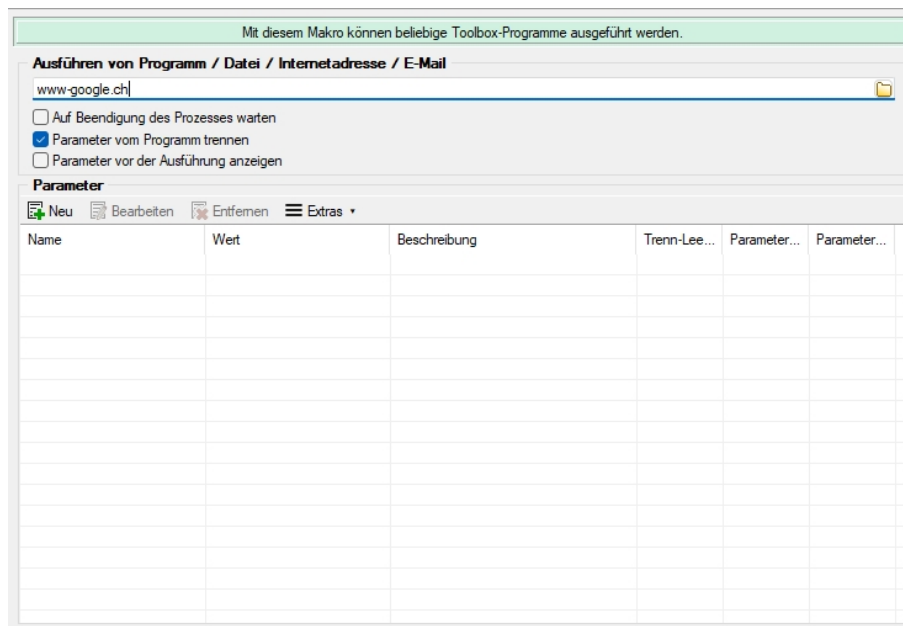 Mit diesem Makro können beliebige Toolbox-Programme ausgeführt werden.
Ausführen von Programm / Datei / Internetadresse / E-Mail
www-google.ch
Auf Beendigung des Prozesses warten
Parameter vom Programm trennen
Parameter vor der Ausführung anzeigen
Parameter
Neu Bearbeiten Entfernen Extras
Name Wert Beschreibung Trenn-Lee... Parameter... Parameter...